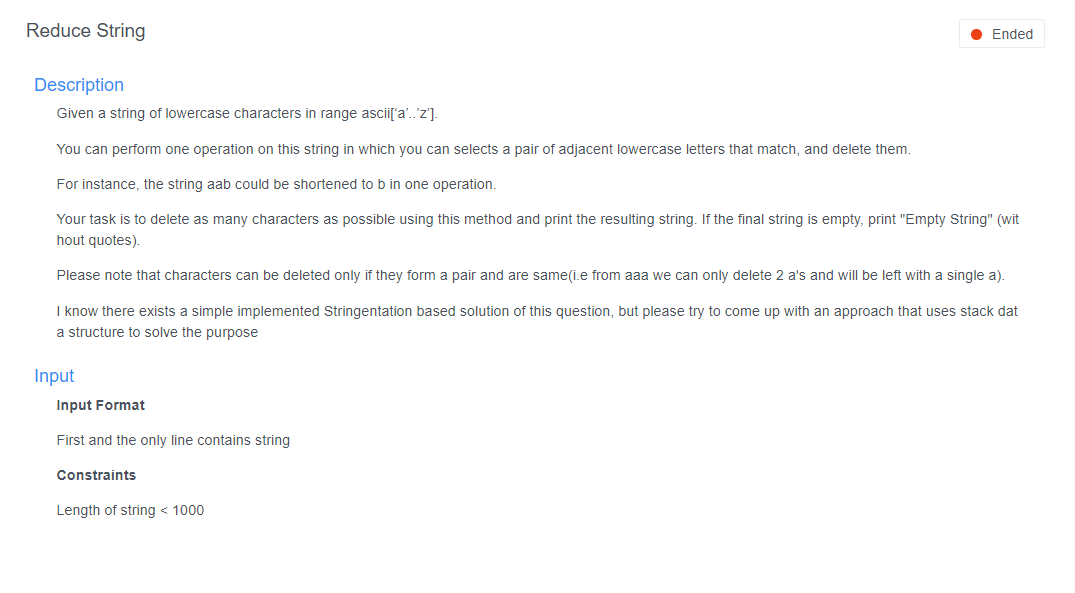 Reduce String
Ended
Description
Given a string of lowercase characters in range ascii[‘a’..’z’].
You can perform one operation on this string in which you can selects a pair of adjacent lowercase letters that match, and delete them.
For instance, the string aab could be shortened to b in one operation.
Your task is to delete as many characters as possible using this method and print the resulting string. If the final string is empty, print "Empty String" (wit
hout quotes).
Please note that characters can be deleted only if they form a pair and are same(i.e from aaa we can only delete 2 a's and will be left with a single a).
I know there exists a simple implemented Stringentation based solution of this question, but please try to come up with an approach that uses stack dat
a structure to solve the purpose
Input
Input Format
First and the only line contains string
Constraints
Length of string < 1000